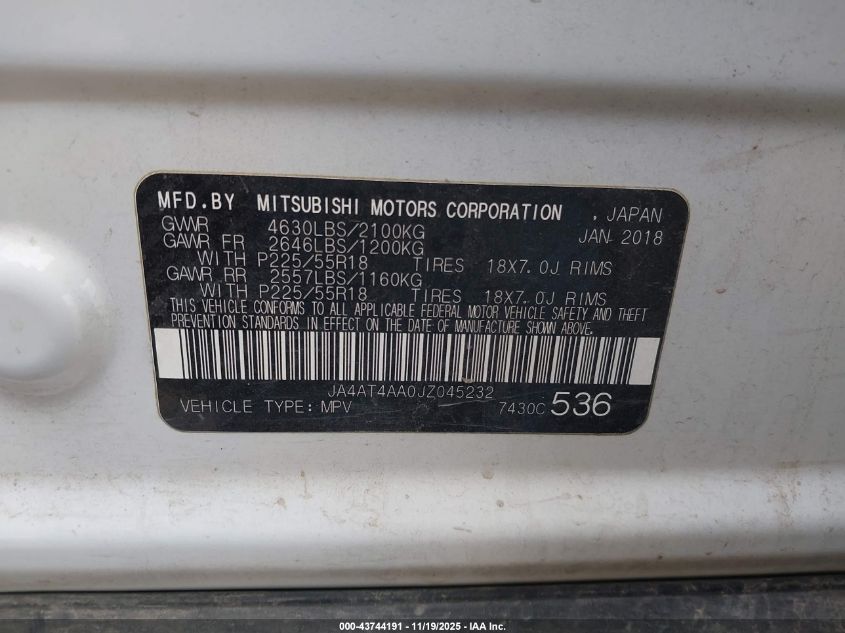 MFD.BY MITSUBISHI MOTORS CORPORATION . JAPAN
GVWR 4630LBS/2100KG JAN 2018
GAWR FR 2646LBS/1200KG
WITH P225/55R18 TIRES 18X7.0J RIMS
GAWR RR 2557LBS/1160KG
WITH P225/55R18 TIRES 18X7.0J RIMS
THIS VEHICLE CONFORMS TO ALL APPLICABLE FEDERAL MOTOR VEHICLE SAFETY AND THEFT
PREVENTION STANDARDS IN EFFECT ON THE DATE OF MANUFACTURE SHOWN ABOVE.
JA4AT4AA0JZ045232
VEHICLE TYPE: MPV 7430C 536
000-43744191 - 11/19/2025 - IAA Inc.